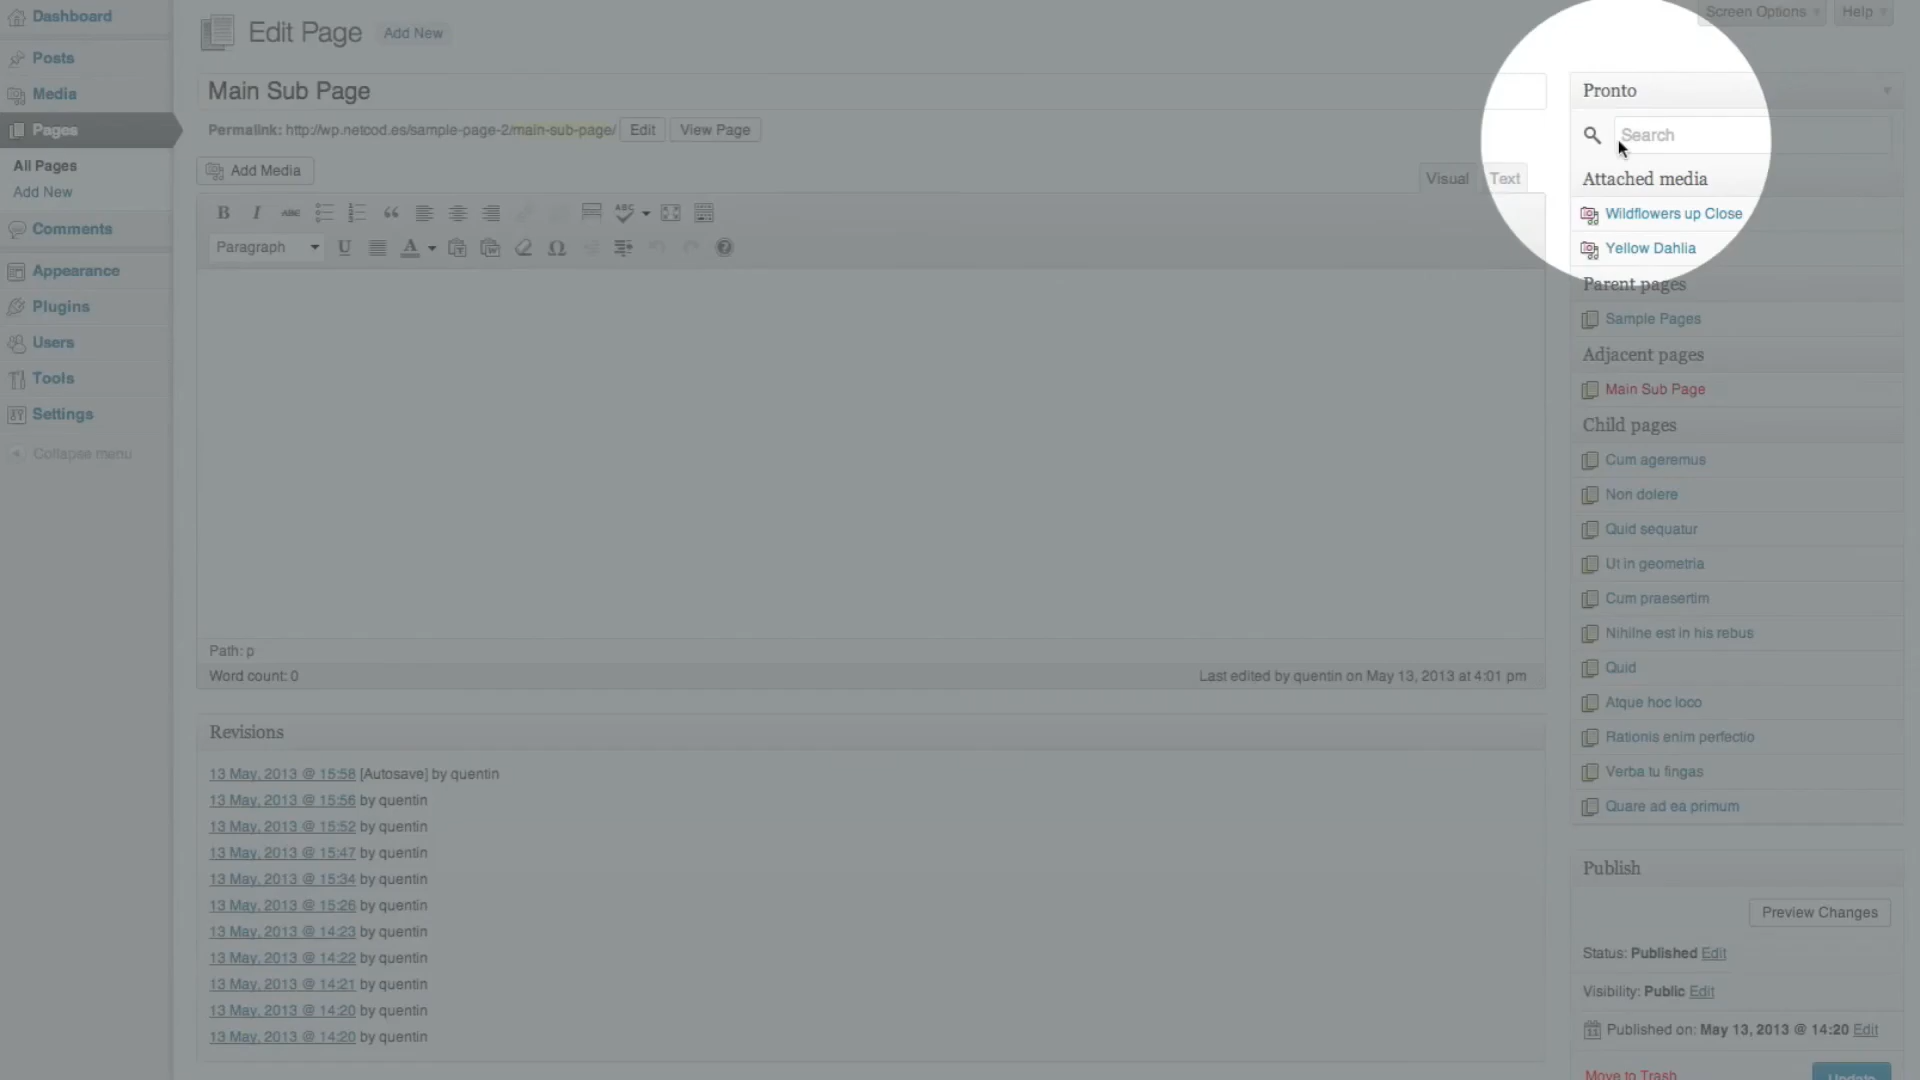 Dashboard
Posts
Media
Pages
All Pages
Add New
Comments
Appearance
Plugins
Users
Tools
Settings
Collapse menu
Edit Page Add New
Screen Options Help
Main Sub Page
Permalink: http://wp.netcod.es/sample-page-2/main-sub-page/ Edit View Page
Add Media
Visual Text
B I ABC ABC
Paragraph U A Ω
Path: p
Word count: 0 Last edited by quentin on May 13, 2013 at 4:01 pm
Revisions
13 May, 2013 @ 15:58 [Autosave] by quentin
13 May, 2013 @ 15:56 by quentin
13 May, 2013 @ 15:52 by quentin
13 May, 2013 @ 15:47 by quentin
13 May, 2013 @ 15:34 by quentin
13 May, 2013 @ 15:26 by quentin
13 May, 2013 @ 14:23 by quentin
13 May, 2013 @ 14:22 by quentin
13 May, 2013 @ 14:21 by quentin
13 May, 2013 @ 14:20 by quentin
13 May, 2013 @ 14:20 by quentin
Pronto
Search
Attached media
Wildflowers up Close
Yellow Dahlia
Parent pages
Sample Pages
Adjacent pages
Main Sub Page
Child pages
Cum ageremus
Non dolere
Quid sequatur
Ut in geometria
Cum praesertim
Nihilne est in his rebus
Quid
Atque hoc loco
Rationis enim perfectio
Verba tu fingas
Quare ad ea primum
Publish
Preview Changes
Status: Published Edit
Visibility: Public Edit
Published on: May 13, 2013 @ 14:20 Edit
Move to Trash Update